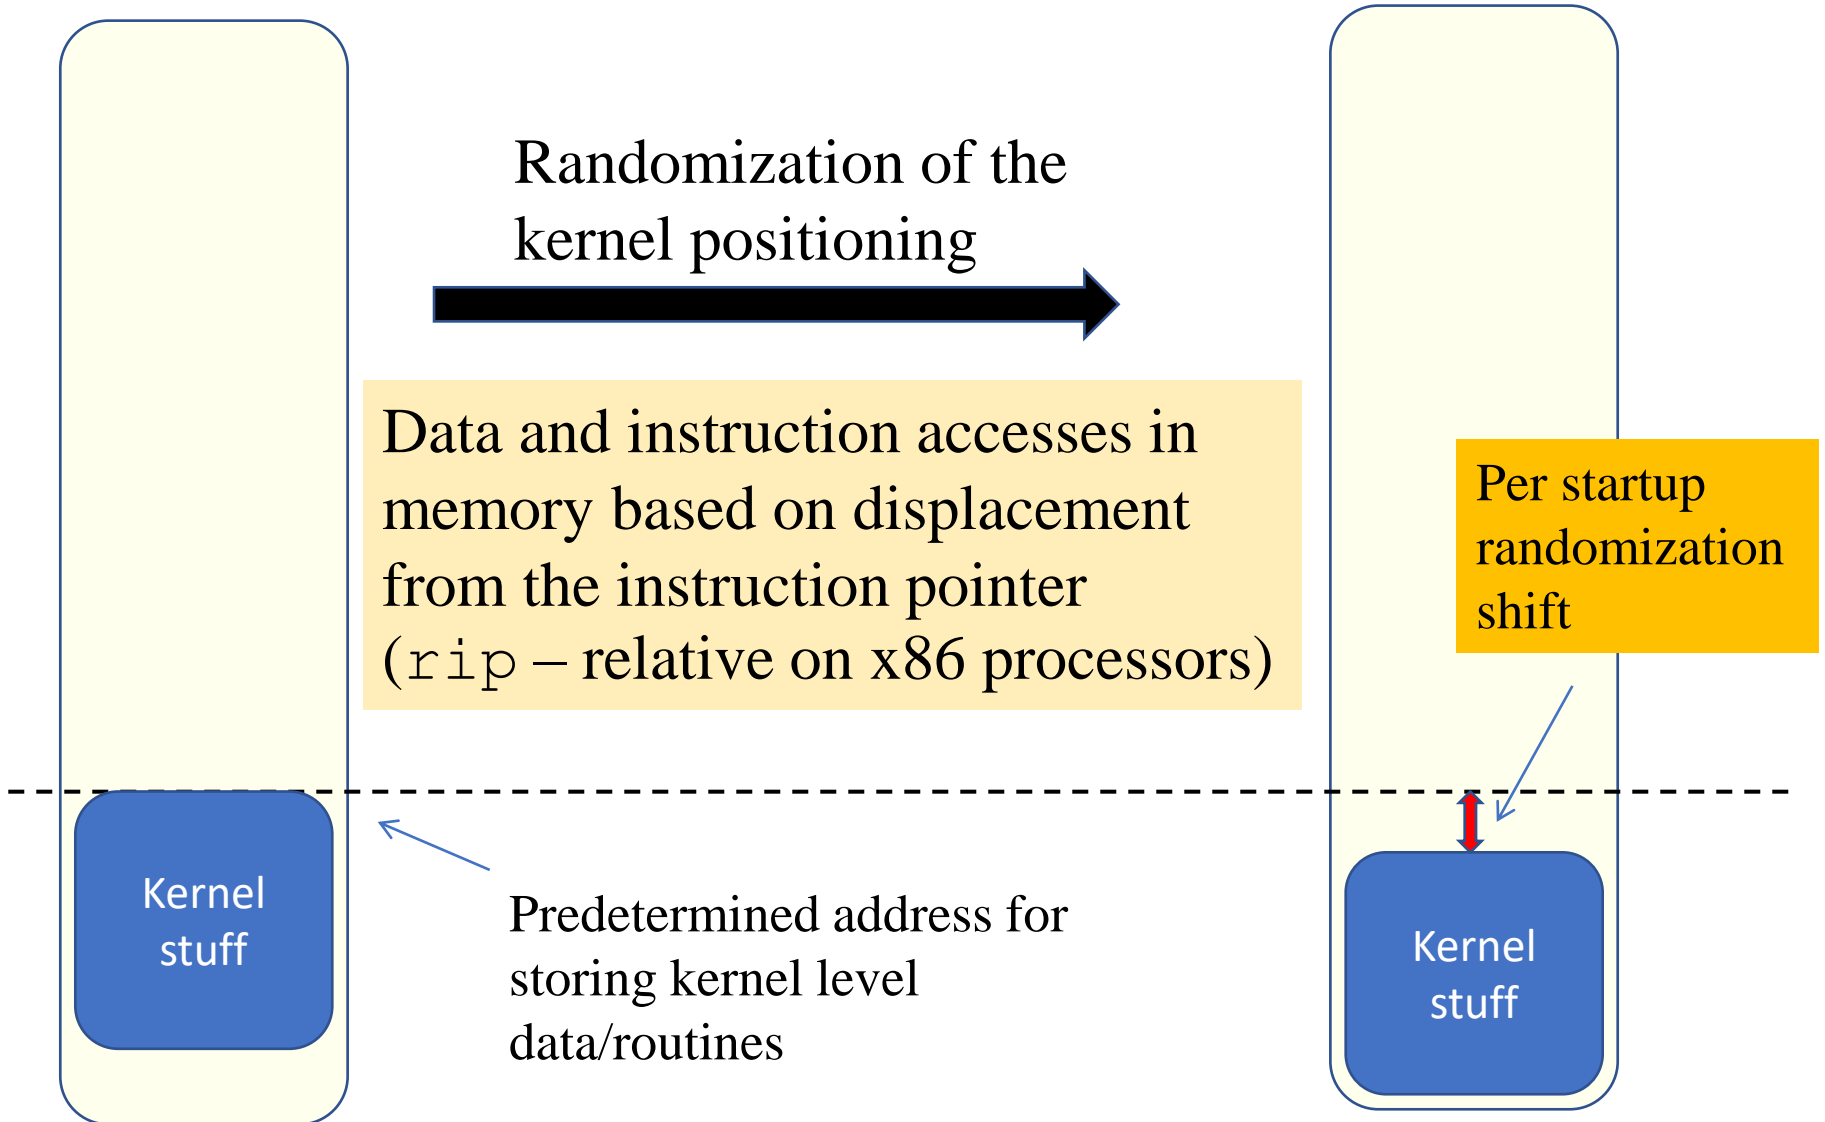 Randomization of the
kernel positioning
Data and instruction accesses in
memory based on displacement
from the instruction pointer
(rip – relative on x86 processors)
Per startup
randomization
shift
Kernel
stuff
Predetermined address for
storing kernel level
data/routines
Kernel
stuff